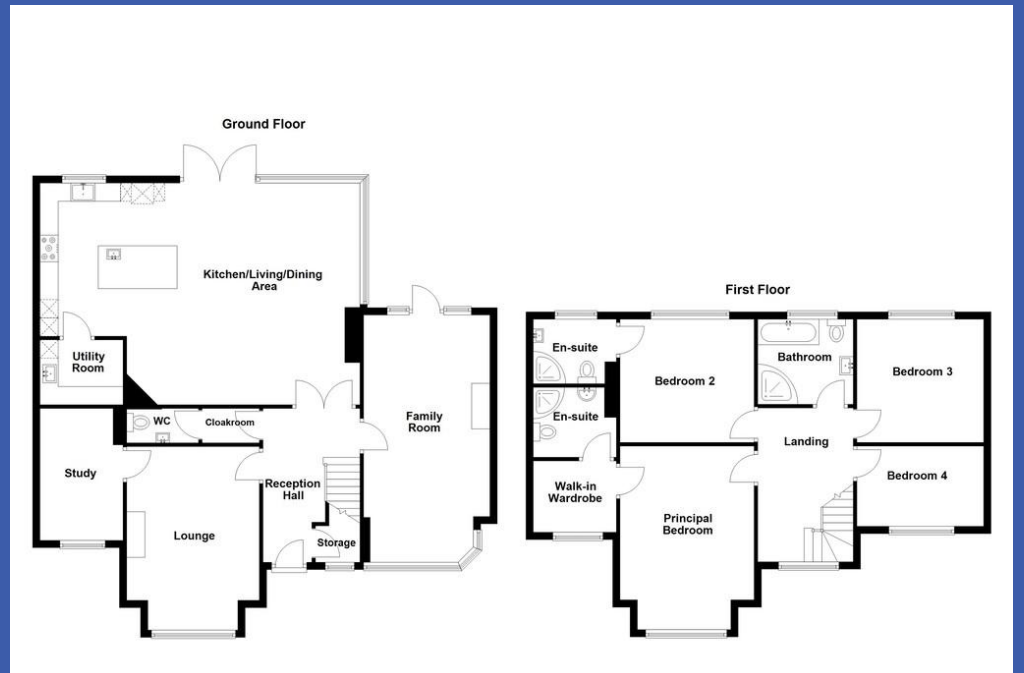 Ground Floor
Kitchen/Living/Dining
Area
Utility
Room
WC
Cloakroom
Family
Room
Study
Reception
Hall
Lounge
Storage
First Floor
En-suite
Bedroom 2
Bathroom
Bedroom 3
En-suite
Landing
Walk-in
Wardrobe
Bedroom 4
Principal
Bedroom